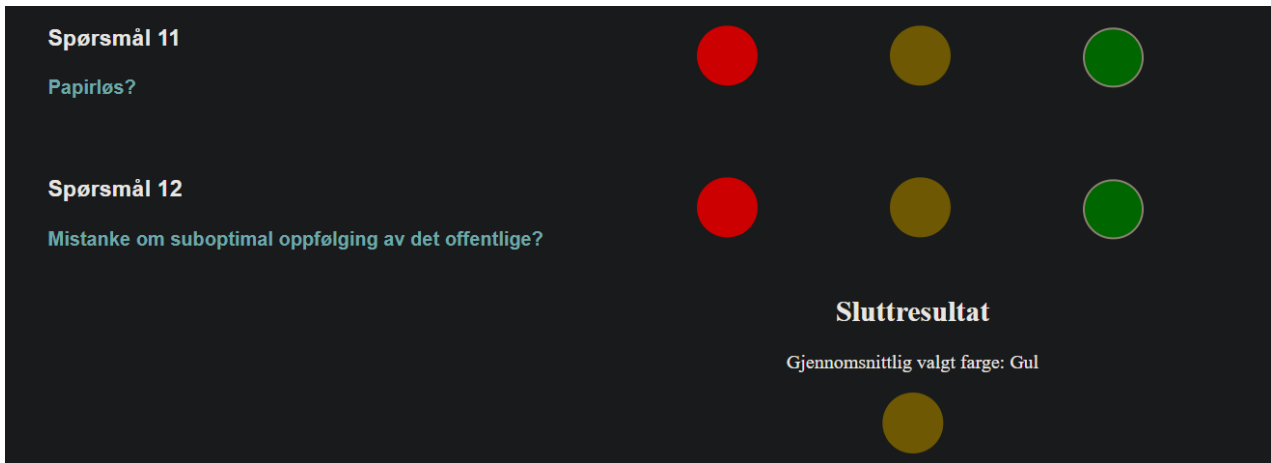 Spørsmål 11
Papirløs?
Spørsmål 12
Mistanke om suboptimal oppfølging av det offentlige?
Sluttresultat
Gjennomsnittlig valgt farge: Gul